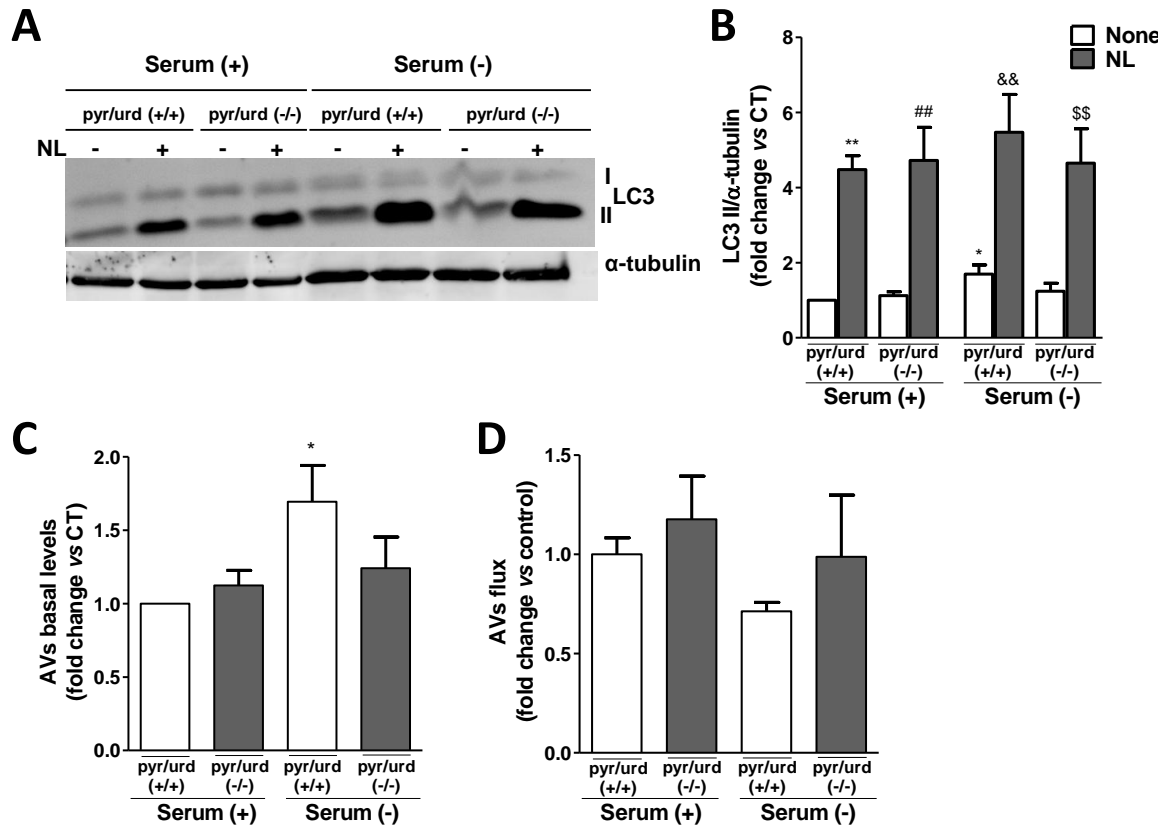 A
Serum (+) Serum (-)
pyr/urd (+/+) pyr/urd (-/-) pyr/urd (+/+) pyr/urd (-/-)
NL - + - + - + - +
I
LC3
II
α-tubulin
B
None
NL
LC3 II/α-tubulin
(fold change vs CT)
8
6
4
2
0
** ## * && $$
pyr/urd pyr/urd pyr/urd pyr/urd
(+/+) (-/-) (+/+) (-/-)
Serum (+) Serum (-)
C
AVs basal levels
(fold change vs CT)
2.0
1.5
1.0
0.5
0.0
*
pyr/urd pyr/urd pyr/urd pyr/urd
(+/+) (-/-) (+/+) (-/-)
Serum (+) Serum (-)
D
AVs flux
(fold change vs control)
1.5
1.0
0.5
0.0
pyr/urd pyr/urd pyr/urd pyr/urd
(+/+) (-/-) (+/+) (-/-)
Serum (+) Serum (-)